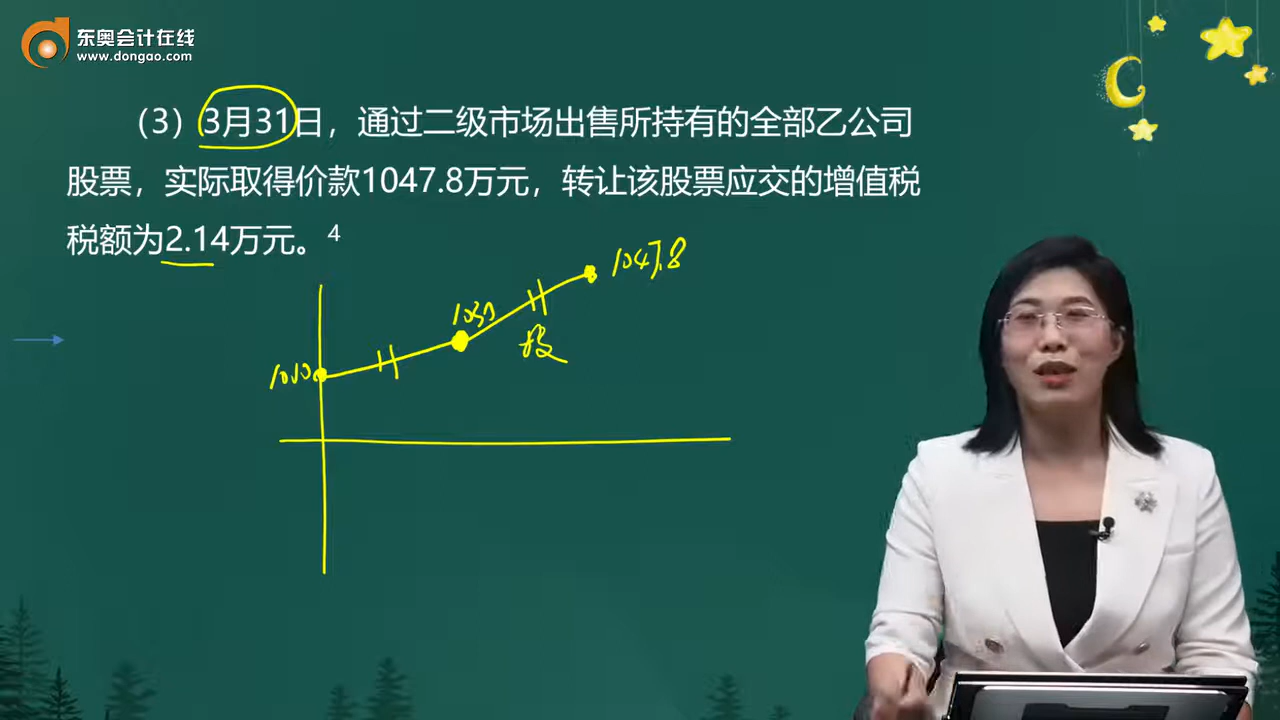 东奥会计在线
www.dongao.com
（3）3月31日，通过二级市场出售所持有的全部乙公司
股票，实际取得价款1047.8万元，转让该股票应交的增值税
税额为2.14万元。4
1047.8
1030
投
1010